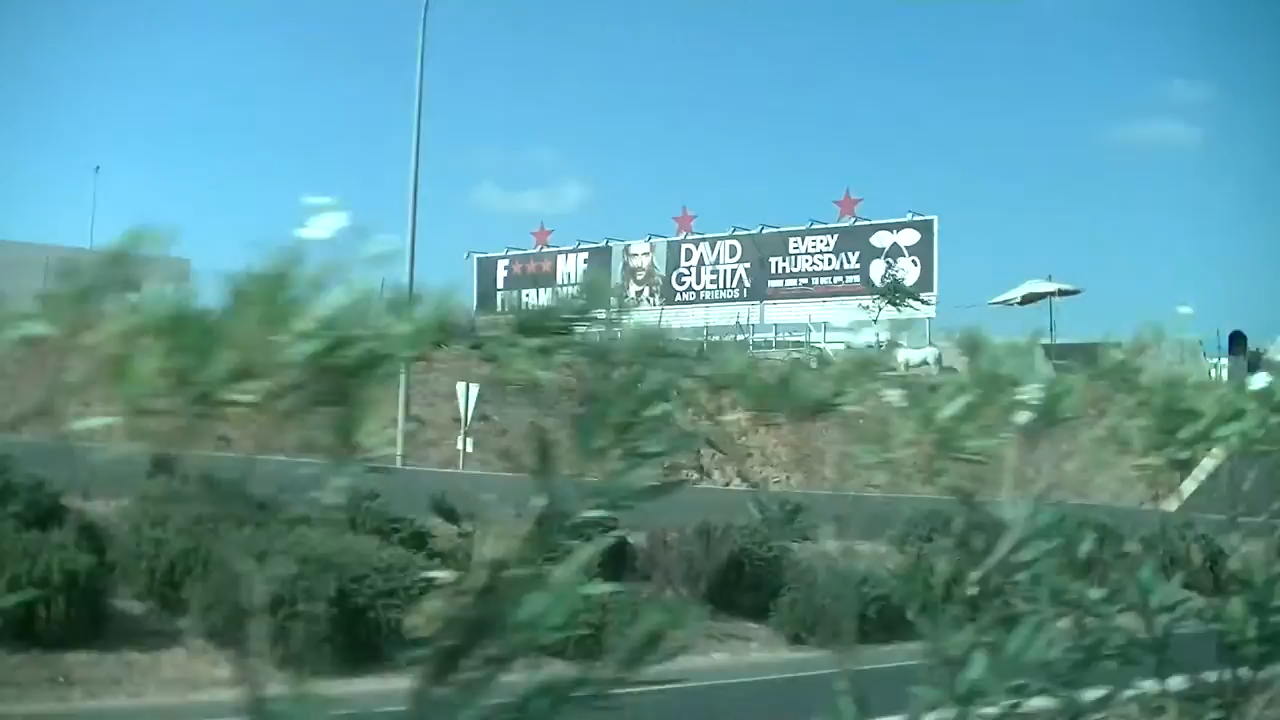 F***ME
I'M FAMOUS
DAVID
GUETTA
AND FRIENDS !
EVERY
THURSDAY